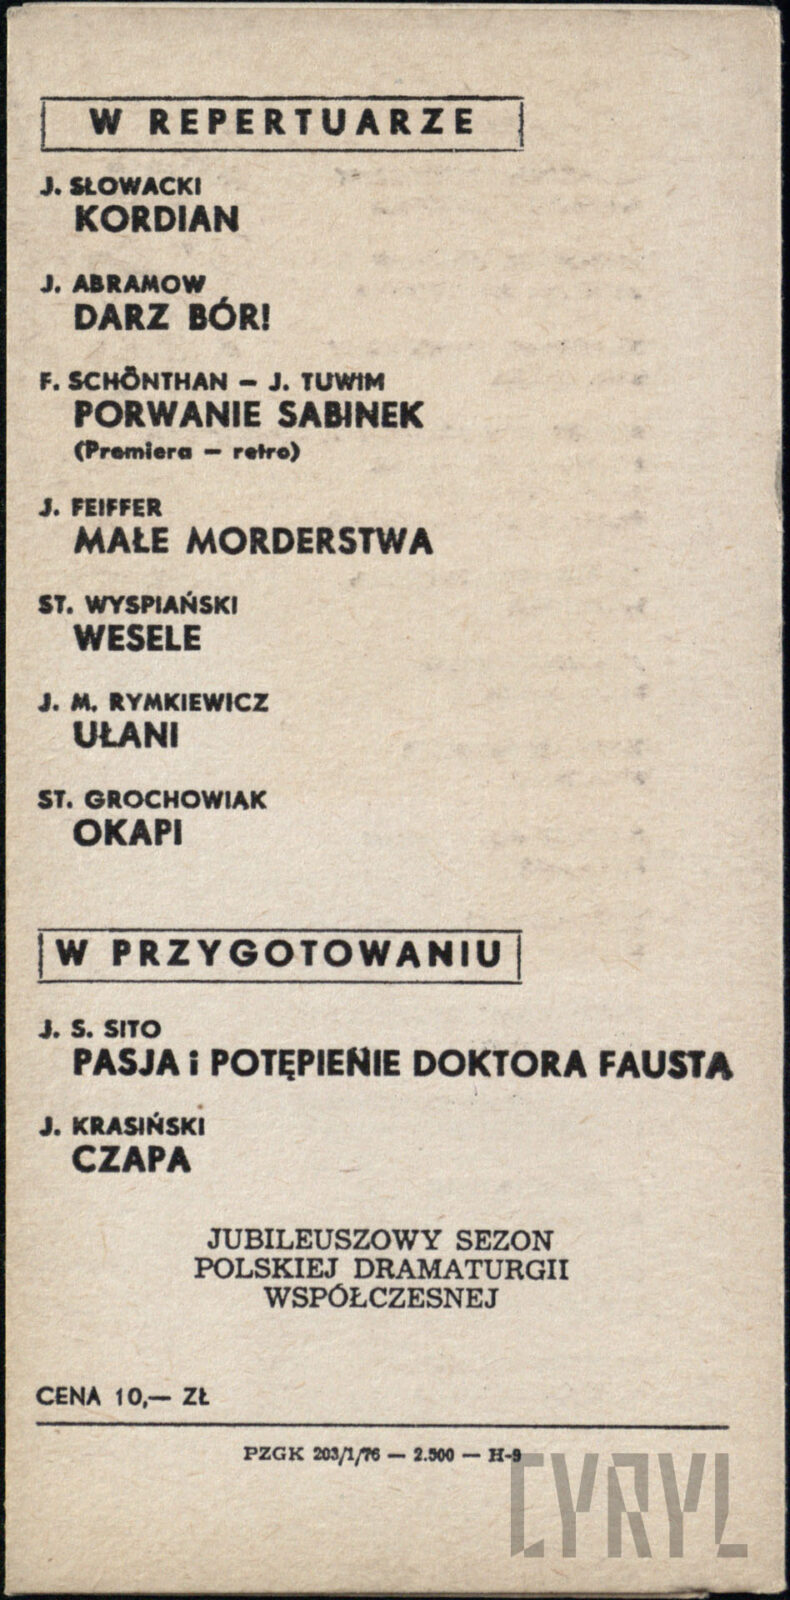 W REPERTUARZE
J. SŁOWACKI
KORDIAN
J. ABRAMOW
DARZ BÓR!
F. SCHÖNTHAN – J. TUWIM
PORWANIE SABINEK
(Premiera – retro)
J. FEIFFER
MAŁE MORDERSTWA
ST. WYSPIAŃSKI
WESELE
J. M. RYMKIEWICZ
UŁANI
ST. GROCHOWIAK
OKAPI
W PRZYGOTOWANIU
J. S. SITO
PASJA i POTĘPIEŃIE DOKTORA FAUSTA
J. KRASIŃSKI
CZAPA
JUBILEUSZOWY SEZON
POLSKIEJ DRAMATURGII
WSPÓŁCZESNEJ
CENA 10,— ZŁ
PZGK 203/1/76 — 2.500 — H-9
CYRYL